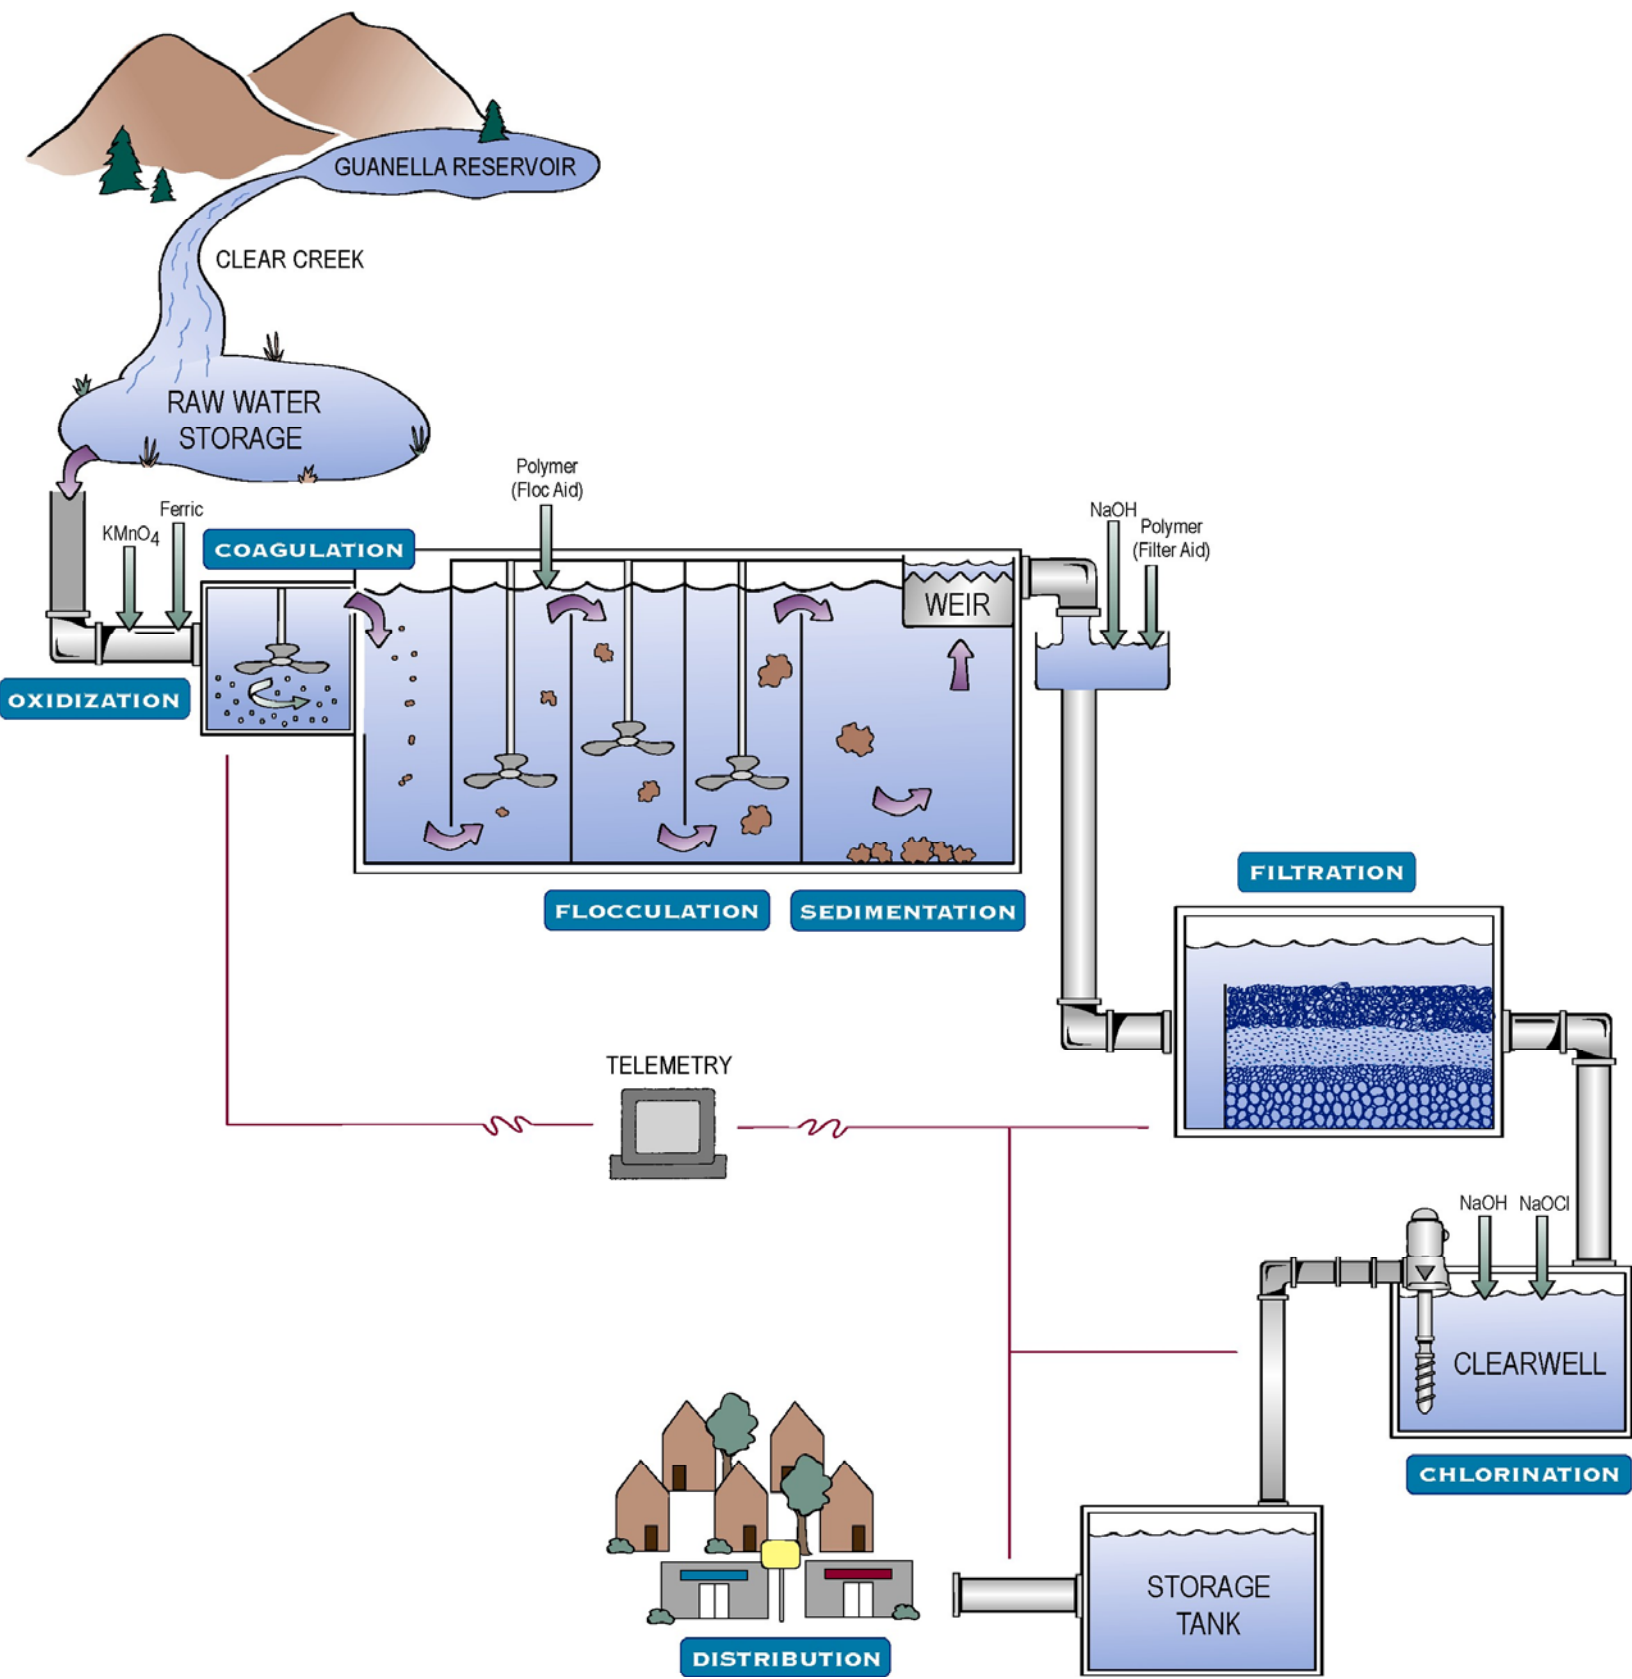 GUANELLA RESERVOIR
CLEAR CREEK
RAW WATER
STORAGE
Polymer
(Floc Aid)
Ferric
KMnO4
NaOH
Polymer
(Filter Aid)
COAGULATION
WEIR
OXIDIZATION
FILTRATION
FLOCCULATION
SEDIMENTATION
TELEMETRY
NaOH
NaOCl
CLEARWELL
CHLORINATION
STORAGE
TANK
DISTRIBUTION